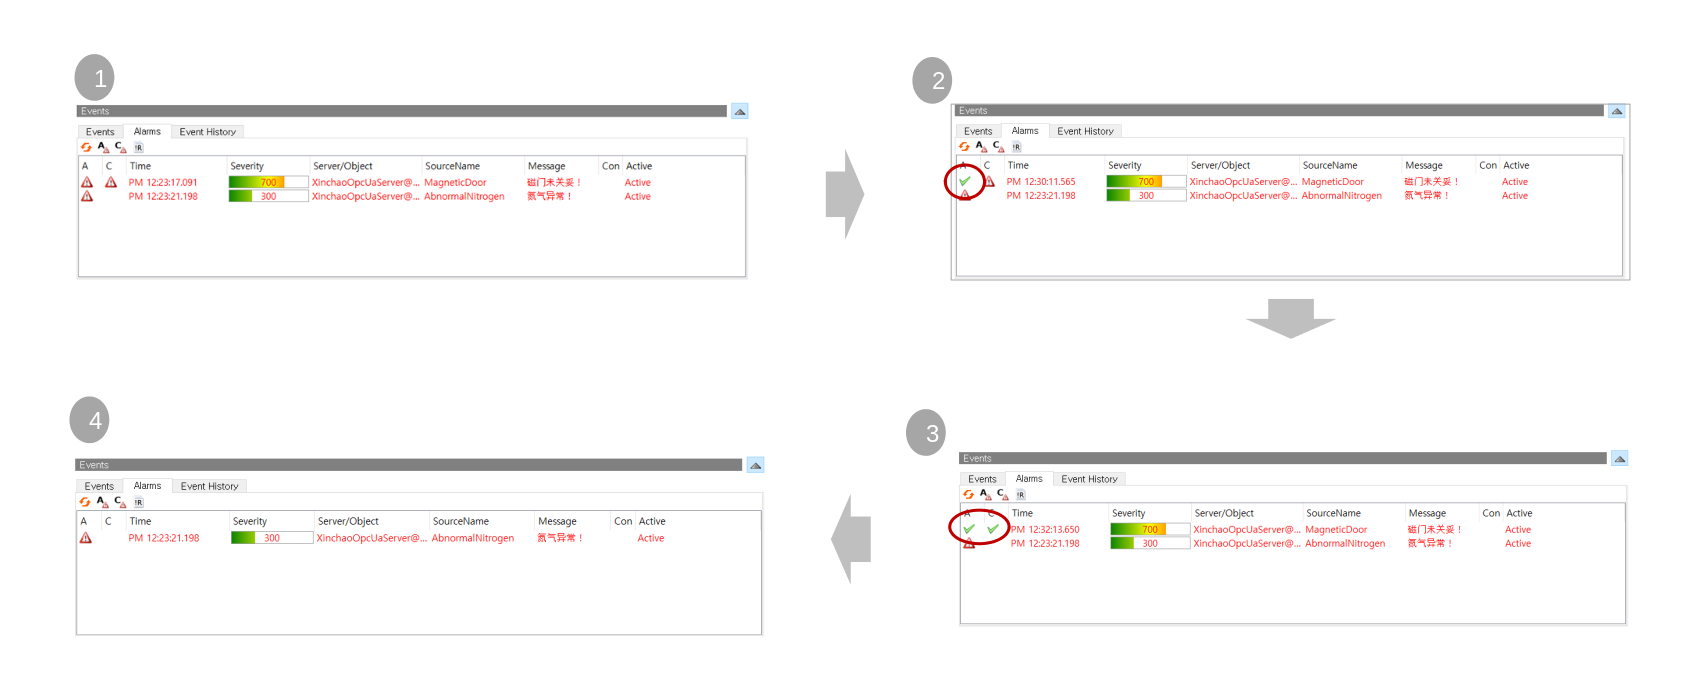 1
Events
Events Alarms Event History
A C !R
A C Time Severity Server/Object SourceName Message Con Active
PM 12:23:17.091 700 XinchaoOpcUaServer@... MagneticDoor 磁门未关妥！ Active
PM 12:23:21.198 300 XinchaoOpcUaServer@... AbnormalNitrogen 氮气异常！ Active
2
Events
Events Alarms Event History
A C !R
A C Time Severity Server/Object SourceName Message Con Active
PM 12:30:11.565 700 XinchaoOpcUaServer@... MagneticDoor 磁门未关妥！ Active
PM 12:23:21.198 300 XinchaoOpcUaServer@... AbnormalNitrogen 氮气异常！ Active
3
Events
Events Alarms Event History
A C !R
A C Time Severity Server/Object SourceName Message Con Active
PM 12:32:13.650 700 XinchaoOpcUaServer@... MagneticDoor 磁门未关妥！ Active
PM 12:23:21.198 300 XinchaoOpcUaServer@... AbnormalNitrogen 氮气异常！ Active
4
Events
Events Alarms Event History
A C !R
A C Time Severity Server/Object SourceName Message Con Active
PM 12:23:21.198 300 XinchaoOpcUaServer@... AbnormalNitrogen 氮气异常！ Active